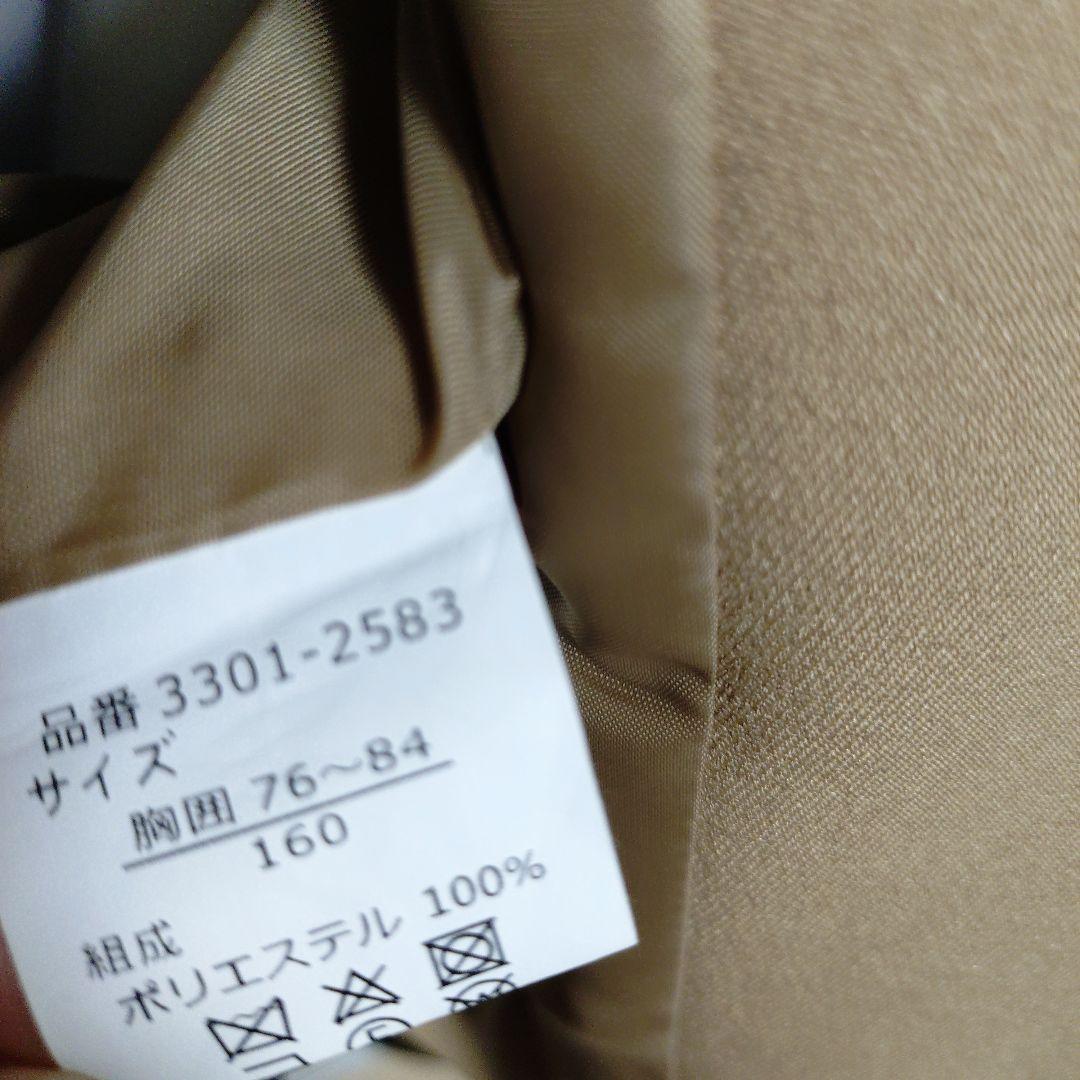 品番 3301-2583
サイズ
胸囲 76～84
160
組成
ポリエステル 100%